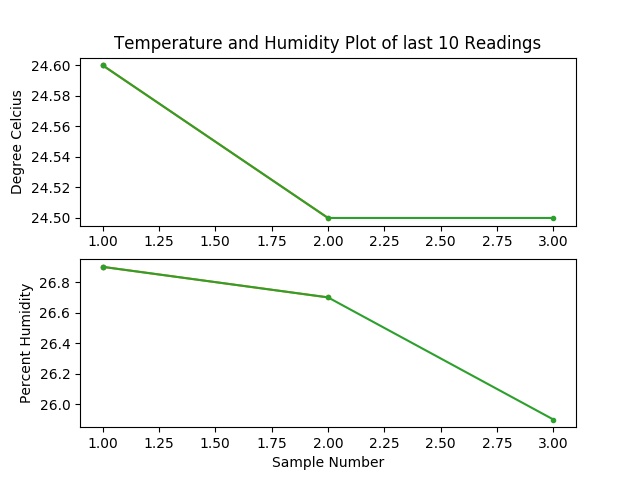 Temperature and Humidity Plot of last 10 Readings
24.60
24.58
24.56
24.54
24.52
24.50
Degree Celcius
1.00 1.25 1.50 1.75 2.00 2.25 2.50 2.75 3.00
26.8
26.6
26.4
26.2
26.0
Percent Humidity
1.00 1.25 1.50 1.75 2.00 2.25 2.50 2.75 3.00
Sample Number